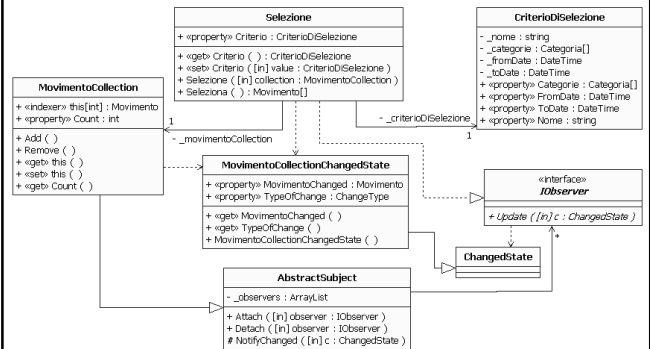 Selezione
+ «property» Criterio : CriterioDiSelezione
+ «get» Criterio ( ) : CriterioDiSelezione
+ «set» Criterio ( [in] value : CriterioDiSelezione )
+ Selezione ( [in] collection : MovimentoCollection )
+ Seleziona ( ) : Movimento[]
CriterioDiSelezione
- _nome : string
- _categorie : Categoria[]
- _fromDate : DateTime
- _toDate : DateTime
+ «property» Categorie : Categoria[]
+ «property» FromDate : DateTime
+ «property» ToDate : DateTime
+ «property» Nome : string
MovimentoCollection
+ «indexer» this[int] : Movimento
+ «property» Count : int
+ Add ( )
+ Remove ( )
+ «get» this ( )
+ «set» this ( )
+ «get» Count ( )
1
- _movimentoCollection
- _criterioDiSelezione
1
MovimentoCollectionChangedState
+ «property» MovimentoChanged : Movimento
+ «property» TypeOfChange : ChangeType
+ «get» MovimentoChanged ( )
+ «get» TypeOfChange ( )
+ MovimentoCollectionChangedState ( )
«interface»
IObserver
+ Update ( [in] c : ChangedState )
*
ChangedState
AbstractSubject
- _observers : ArrayList
+ Attach ( [in] observer : IObserver )
+ Detach ( [in] observer : IObserver )
# NotifyChanged ( [in] c : ChangedState )